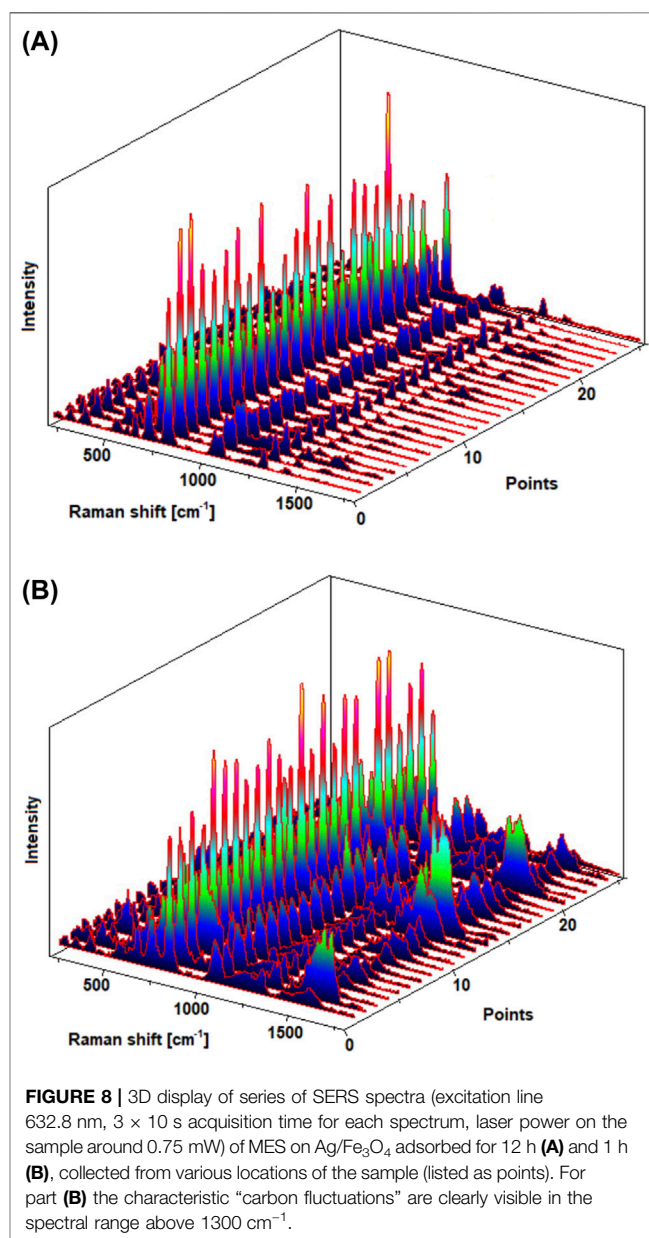 (A)
Intensity
500
1000
1500
Raman shift [cm⁻¹]
0
10
20
Points
(B)
Intensity
500
1000
1500
Raman shift [cm⁻¹]
0
10
20
Points
FIGURE 8 | 3D display of series of SERS spectra (excitation line
632.8 nm, 3 × 10 s acquisition time for each spectrum, laser power on the
sample around 0.75 mW) of MES on Ag/Fe₃O₄ adsorbed for 12 h (A) and 1 h
(B), collected from various locations of the sample (listed as points). For
part (B) the characteristic “carbon fluctuations” are clearly visible in the
spectral range above 1300 cm⁻¹.